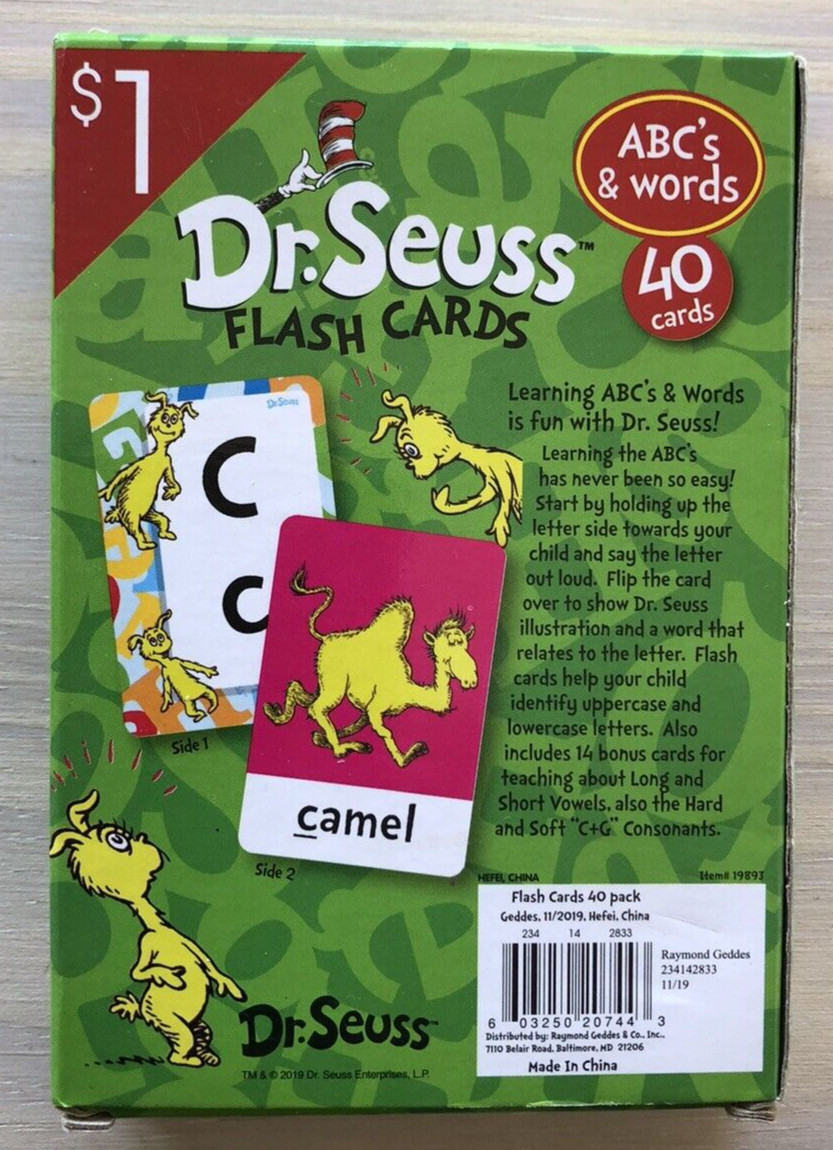 $1
Dr. Seuss™
FLASH CARDS
ABC's
& words
40
cards
Dr. Seuss
C
c
Side 1
camel
Side 2
Learning ABC's & Words
is fun with Dr. Seuss!
Learning the ABC's
has never been so easy!
Start by holding up the
letter side towards your
child and say the letter
out loud. Flip the card
over to show Dr. Seuss
illustration and a word that
relates to the letter. Flash
cards help your child
identify uppercase and
lowercase letters. Also
includes 14 bonus cards for
teaching about Long and
Short Vowels, also the Hard
and Soft "C+G" Consonants.
HEFEI, CHINA
Item# 19893
Flash Cards 40 pack
Geddes, 11/2019, Hefei, China
234 14 2833
Raymond Geddes
234142833
11/19
6 03250 20744 3
Distributed by: Raymond Geddes & Co., Inc.,
7110 Belair Road, Baltimore, MD 21206
Made In China
Dr. Seuss™
TM & © 2019 Dr. Seuss Enterprises, L.P.